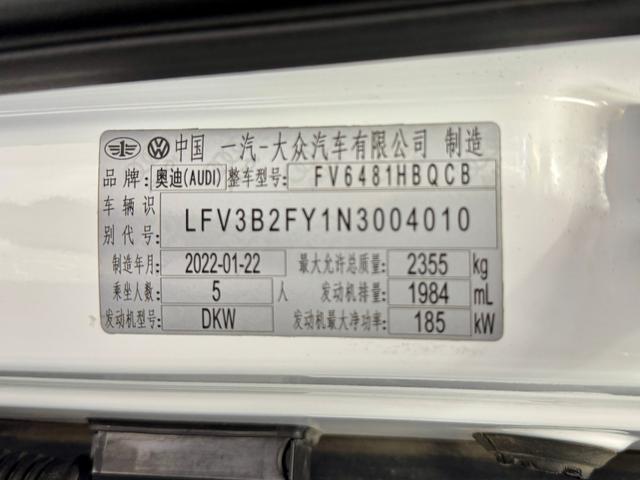 中国 一汽-大众汽车有限公司 制造
品牌: 奥迪(AUDI) 整车型号: FV6481HBQCB
车辆识别代号: LFV3B2FY1N3004010
制造年月: 2022-01-22 最大允许总质量: 2355 kg
乘坐人数: 5 人 发动机排量: 1984 mL
发动机型号: DKW 发动机最大净功率: 185 kW